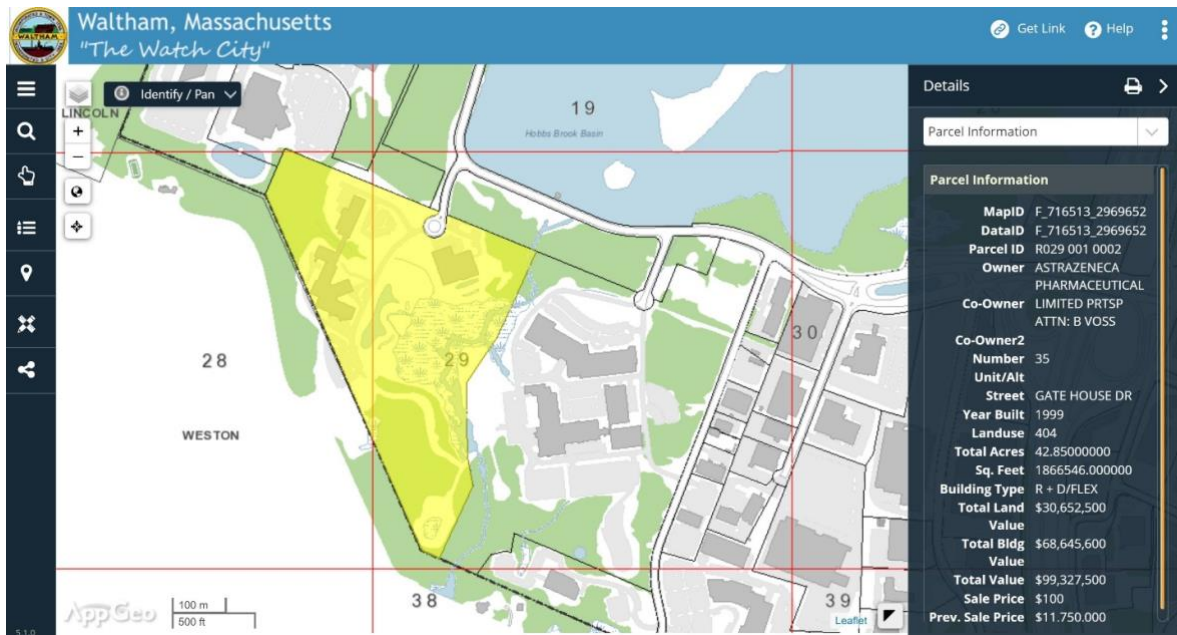 WALTHAM
Waltham, Massachusetts
"The Watch City"
Get Link
Help
Identify / Pan
LINCOLN
+
−
19
Hobbs Brook Basin
28
29
30
WESTON
38
39
AppGeo
100 m
500 ft
Leaflet
5.1.0
Details
Parcel Information
Parcel Information
MapID F_716513_2969652
DataID F_716513_2969652
Parcel ID R029 001 0002
Owner ASTRAZENECA
PHARMACEUTICAL
Co-Owner LIMITED PRTSP
ATTN: B VOSS
Co-Owner2
Number 35
Unit/Alt
Street GATE HOUSE DR
Year Built 1999
Landuse 404
Total Acres 42.85000000
Sq. Feet 1866546.000000
Building Type R + D/FLEX
Total Land $30,652,500
Value
Total Bldg $68,645,600
Value
Total Value $99,327,500
Sale Price $100
Prev. Sale Price $11.750.000